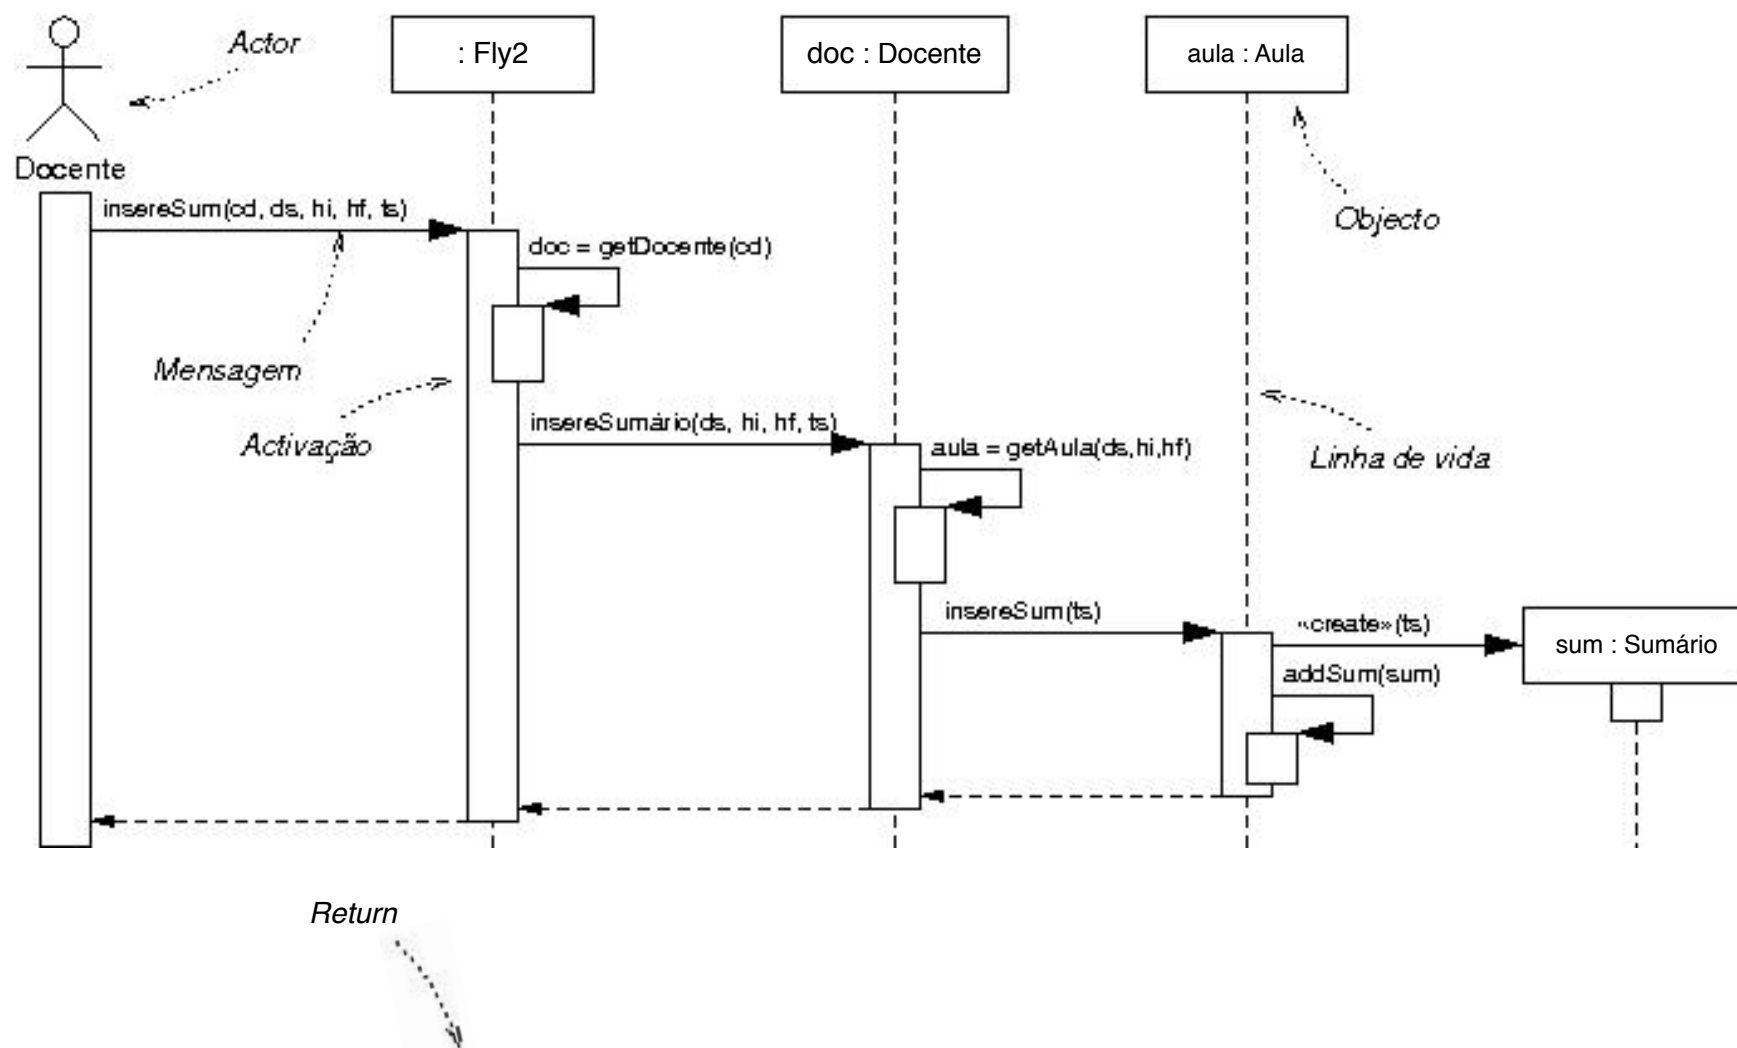 Actor
: Fly2
doc : Docente
aula : Aula
Docente
insereSum(cd, ds, hi, hf, ts)
Objecto
doc = getDocente(cd)
Mensagem
Activação
insereSumário(ds, hi, hf, ts)
aula = getAula(ds,hi,hf)
Linha de vida
insereSum(ts)
«create»(ts)
sum : Sumário
addSum(sum)
Return